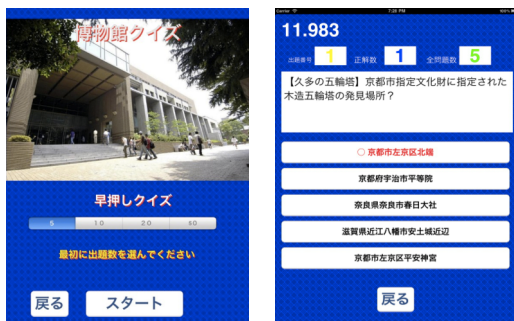 博物館クイズ
早押しクイズ
5 10 20 60
最初に出題数を選んでください
戻る スタート
Carrier 7:26 PM 100%
11.983
出題番号 1 正解数 1 全問題数 5
【久多の五輪塔】京都市指定文化財に指定された
木造五輪塔の発見場所？
○ 京都市左京区北端
京都府宇治市平等院
奈良県奈良市春日大社
滋賀県近江八幡市安土城近辺
京都市左京区平安神宮
戻る